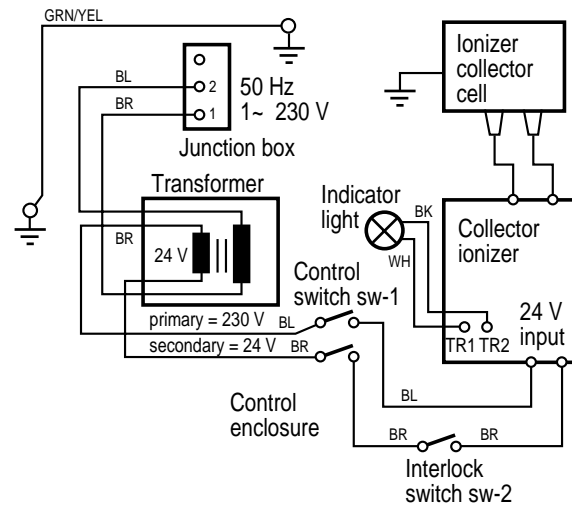 GRN/YEL
BL
2
BR
1
50 Hz
1~ 230 V
Junction box
Ionizer
collector
cell
Transformer
BR
24 V
Indicator
light
BK
WH
Collector
ionizer
TR1 TR2
24 V
input
Control
switch sw-1
primary = 230 V BL
secondary = 24 V BR
Control
enclosure
BL
BR
BR
Interlock
switch sw-2